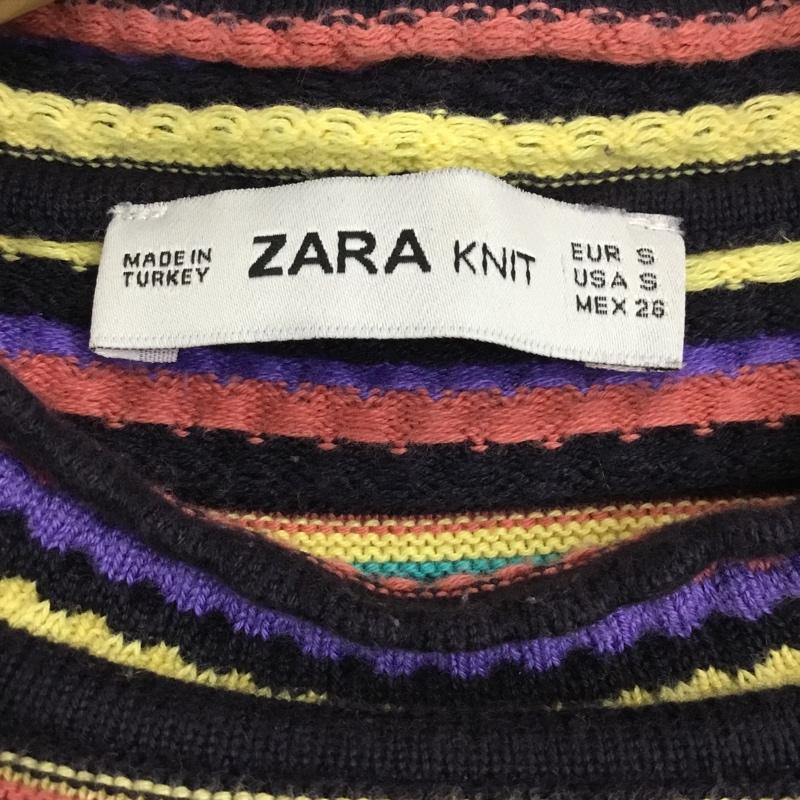 MADE IN
TURKEY
ZARA KNIT
EUR S
USA S
MEX 26